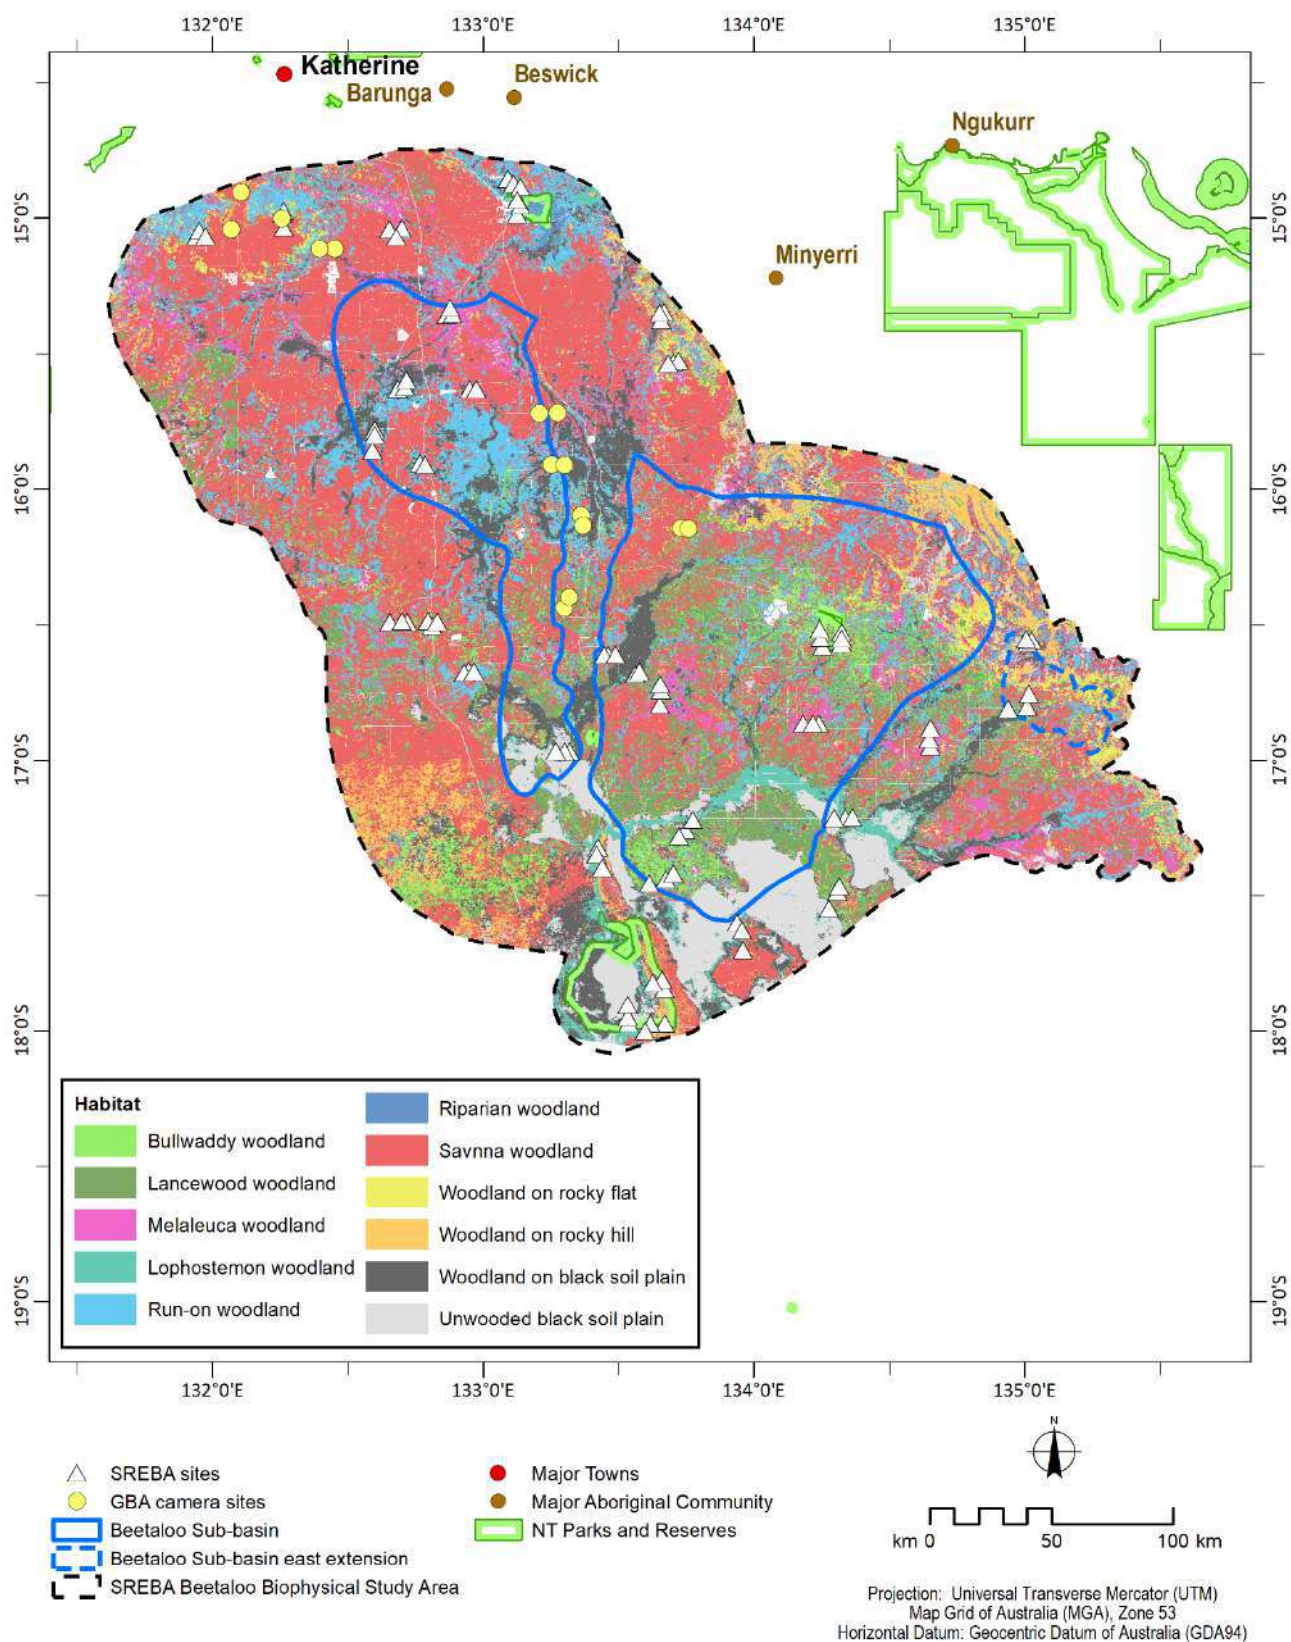 132°0'E 133°0'E 134°0'E 135°0'E
Katherine
Beswick
Barunga
Ngukurr
15°0'S 15°0'S
Minyerri
16°0'S 16°0'S
17°0'S 17°0'S
18°0'S 18°0'S
Habitat
Bullwaddy woodland
Lancewood woodland
Melaleuca woodland
Lophostemon woodland
Run-on woodland
Riparian woodland
Savnna woodland
Woodland on rocky flat
Woodland on rocky hill
Woodland on black soil plain
Unwooded black soil plain
19°0'S 19°0'S
132°0'E 133°0'E 134°0'E 135°0'E
SREBA sites
GBA camera sites
Beetaloo Sub-basin
Beetaloo Sub-basin east extension
SREBA Beetaloo Biophysical Study Area
Major Towns
Major Aboriginal Community
NT Parks and Reserves
N
km 0 50 100 km
Projection: Universal Transverse Mercator (UTM)
Map Grid of Australia (MGA), Zone 53
Horizontal Datum: Geocentric Datum of Australia (GDA94)